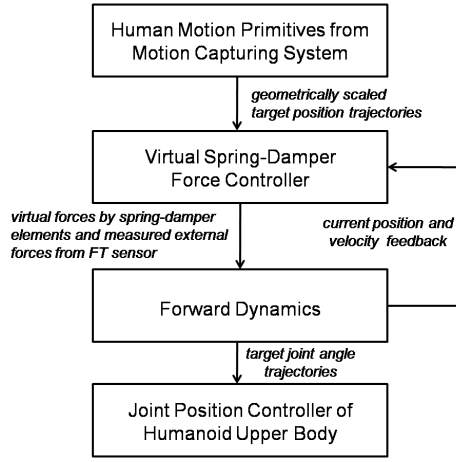 Human Motion Primitives from
Motion Capturing System
geometrically scaled
target position trajectories
Virtual Spring-Damper
Force Controller
virtual forces by spring-damper
elements and measured external
forces from FT sensor
current position and
velocity feedback
Forward Dynamics
target joint angle
trajectories
Joint Position Controller of
Humanoid Upper Body